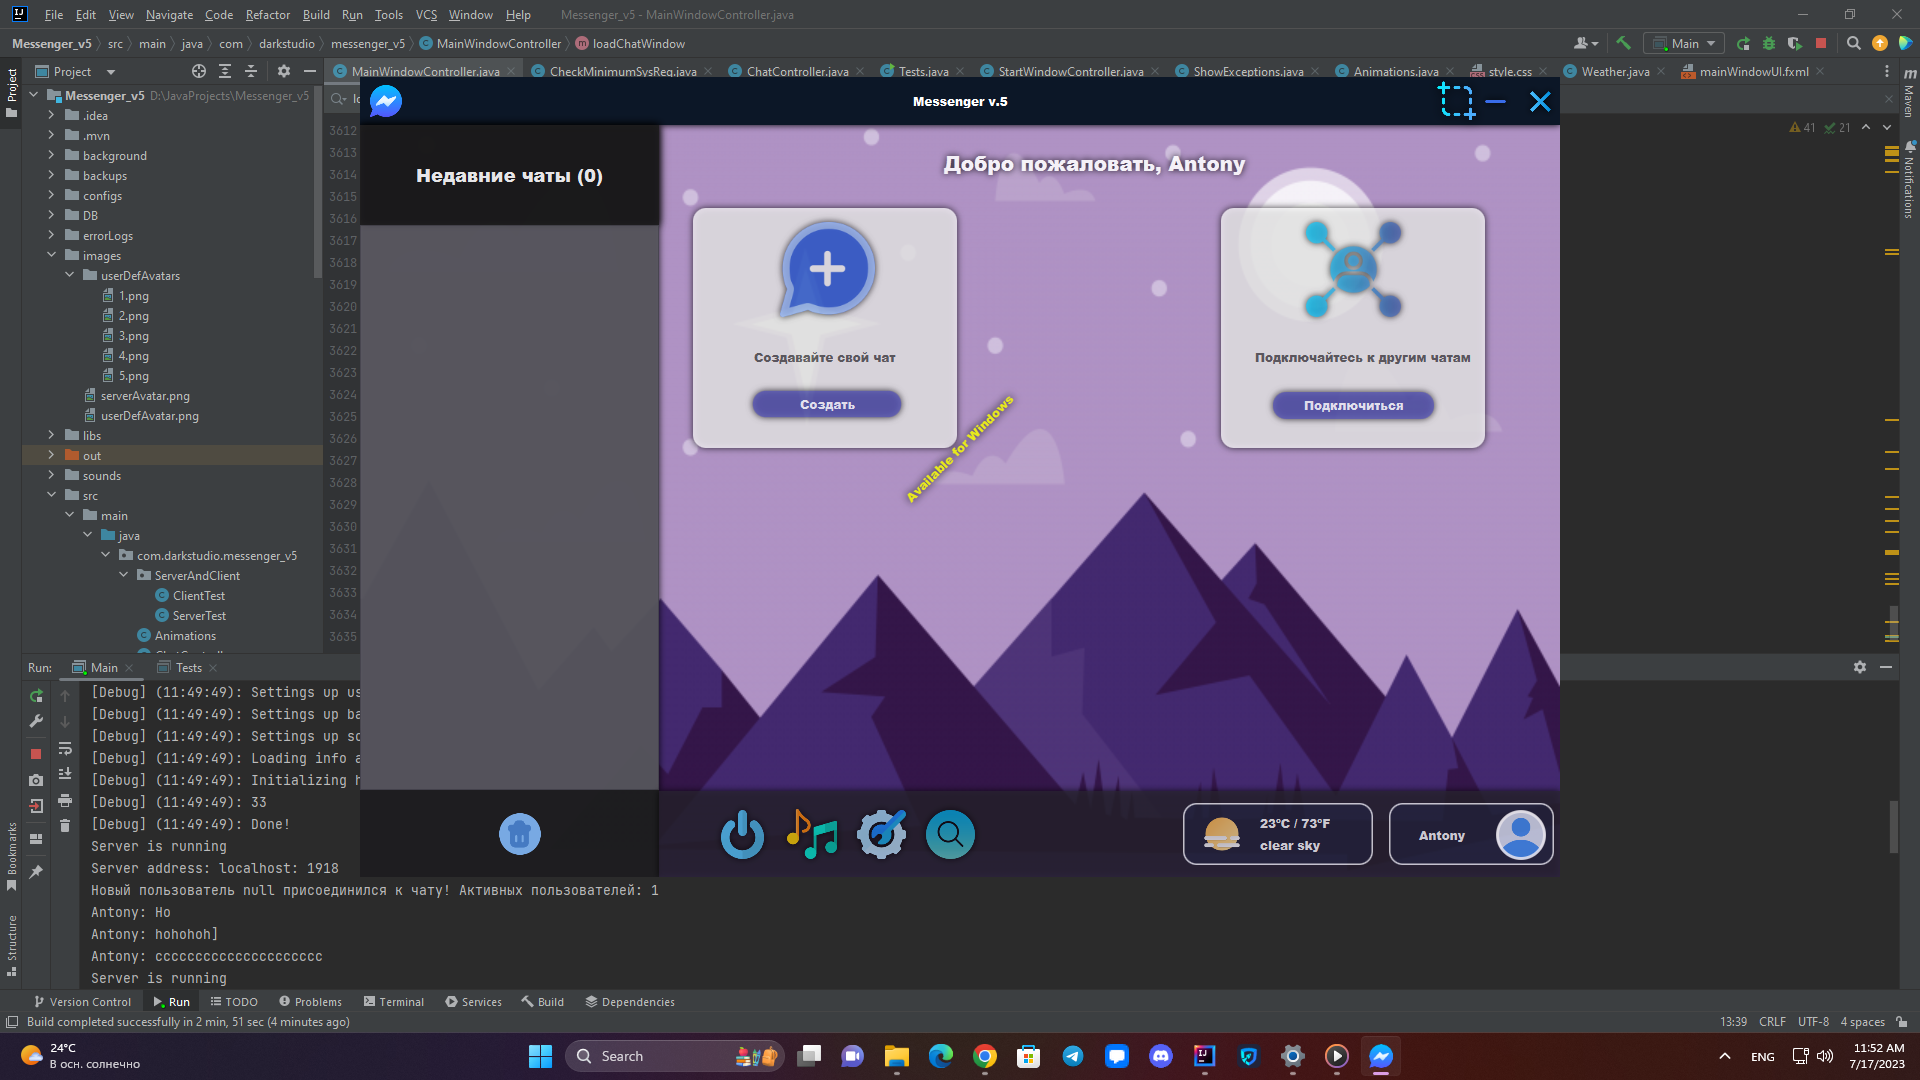 File Edit View Navigate Code Refactor Build Run Tools VCS Window Help Messenger_v5 - MainWindowController.java
Messenger_v5 src main java com darkstudio messenger_v5 MainWindowController loadChatWindow Main
Project
MainWindowController.java CheckMinimumSysReq.java ChatController.java Tests.java StartWindowController.java ShowExceptions.java Animations.java style.css Weather.java mainWindowUI.fxml
Project
Bookmarks
Structure
Maven
Notifications
41 21
Messenger_v5 D:\JavaProjects\Messenger_v5
.idea
.mvn
background
backups
configs
DB
errorLogs
images
userDefAvatars
1.png
2.png
3.png
4.png
5.png
serverAvatar.png
userDefAvatar.png
libs
out
sounds
src
main
java
com.darkstudio.messenger_v5
ServerAndClient
ClientTest
ServerTest
Animations
3612
3613
3614
3615
3616
3617
3618
3619
3620
3621
3622
3623
3624
3625
3626
3627
3628
3629
3630
3631
3632
3633
3634
3635
Messenger v.5
Недавние чаты (0)
Добро пожаловать, Antony
Создавайте свой чат
Создать
Подключайтесь к другим чатам
Подключиться
Available for Windows
23°C / 73°F
clear sky
Antony
Run: Main Tests
[Debug] (11:49:49): Settings up us
[Debug] (11:49:49): Settings up ba
[Debug] (11:49:49): Settings up sc
[Debug] (11:49:49): Loading info a
[Debug] (11:49:49): Initializing h
[Debug] (11:49:49): 33
[Debug] (11:49:49): Done!
Server is running
Server address: localhost: 1918
Новый пользователь null присоединился к чату! Активных пользователей: 1
Antony: Ho
Antony: hohohoh]
Antony: ccccccccccccccccccccc
Server is running
Version Control Run TODO Problems Terminal Services Build Dependencies
Build completed successfully in 2 min, 51 sec (4 minutes ago) 13:39 CRLF UTF-8 4 spaces
24°C
В осн. солнечно
Search
ENG
11:52 AM
7/17/2023